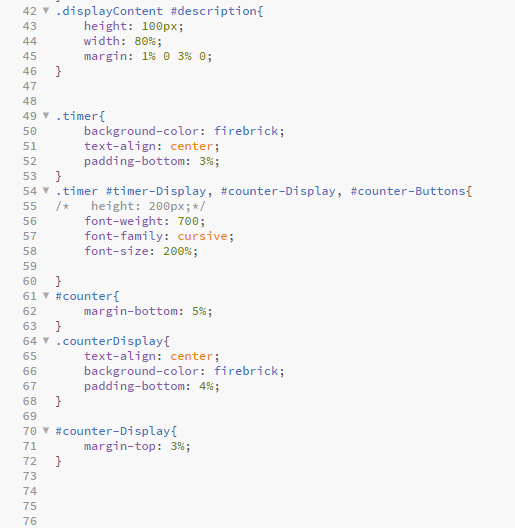 42 ▼ .displayContent #description{
43 height: 100px;
44 width: 80%;
45 margin: 1% 0 3% 0;
46 }
47
48
49 ▼ .timer{
50 background-color: firebrick;
51 text-align: center;
52 padding-bottom: 3%;
53 }
54 ▼ .timer #timer-Display, #counter-Display, #counter-Buttons{
55 /* height: 200px;*/
56 font-weight: 700;
57 font-family: cursive;
58 font-size: 200%;
59
60 }
61 ▼ #counter{
62 margin-bottom: 5%;
63 }
64 ▼ .counterDisplay{
65 text-align: center;
66 background-color: firebrick;
67 padding-bottom: 4%;
68 }
69
70 ▼ #counter-Display{
71 margin-top: 3%;
72 }
73
74
75
76